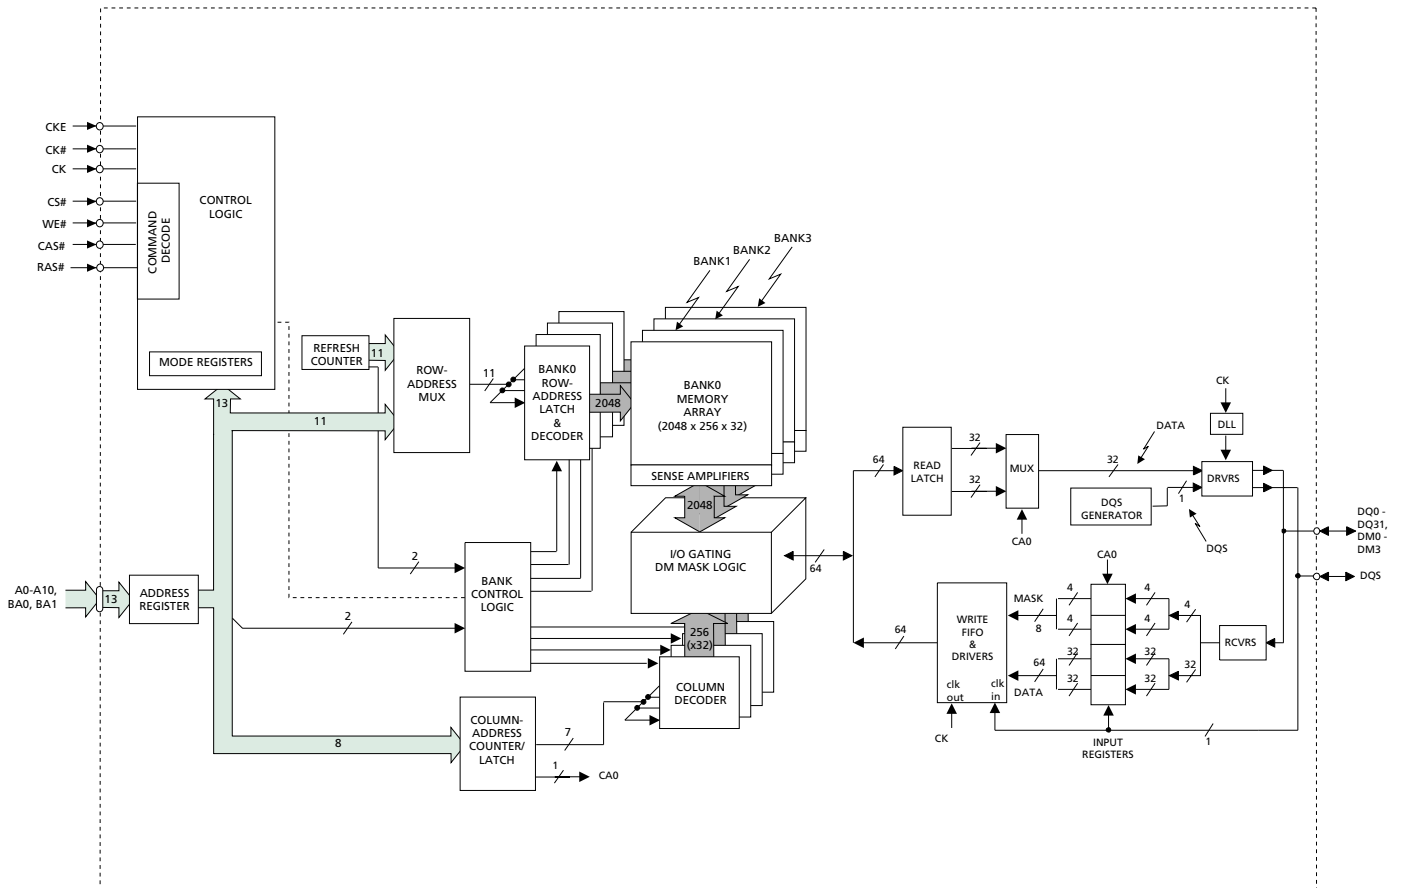 CKE
CK#
CK
CS#
WE#
CAS#
RAS#
COMMAND
DECODE
CONTROL
LOGIC
MODE REGISTERS
13
REFRESH
COUNTER
11
11
ROW-
ADDRESS
MUX
11
BANK0
ROW-
ADDRESS
LATCH
&
DECODER
2048
BANK1
BANK2
BANK3
BANK0
MEMORY
ARRAY
(2048 x 256 x 32)
SENSE AMPLIFIERS
2048
I/O GATING
DM MASK LOGIC
64
256
(x32)
COLUMN
DECODER
2
BANK
CONTROL
LOGIC
2
A0-A10,
BA0, BA1
13
ADDRESS
REGISTER
8
COLUMN-
ADDRESS
COUNTER/
LATCH
7
1
CA0
64
READ
LATCH
32
32
MUX
CA0
32
DATA
DQS
GENERATOR
1
DQS
CK
DLL
DRVRS
DQ0 -
DQ31,
DM0 -
DM3
DQS
64
WRITE
FIFO
&
DRIVERS
clk
out
clk
in
CK
MASK
8
64
DATA
CA0
4
4
32
32
4
4
32
32
4
32
RCVRS
INPUT
REGISTERS
1